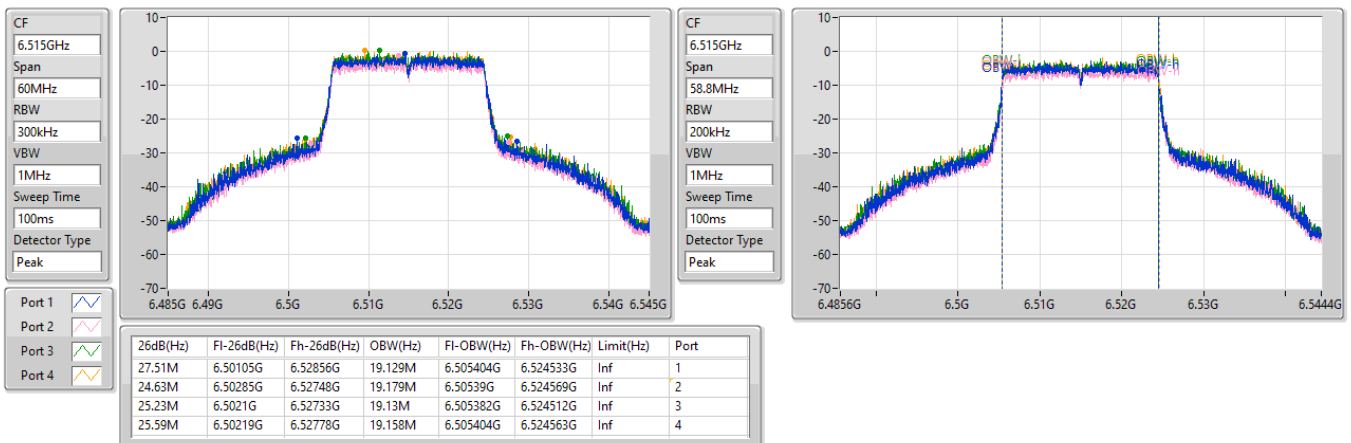 CF
6.515GHz
Span
60MHz
RBW
300kHz
VBW
1MHz
Sweep Time
100ms
Detector Type
Peak
10
0
-10
-20
-30
-40
-50
-60
-70
6.485G 6.49G 6.5G 6.51G 6.52G 6.53G 6.54G 6.545G
CF
6.515GHz
Span
58.8MHz
RBW
200kHz
VBW
1MHz
Sweep Time
100ms
Detector Type
Peak
10
0
-10
-20
-30
-40
-50
-60
-70
OBW-h
6.4856G 6.5G 6.51G 6.52G 6.53G 6.5444G
Port 1
Port 2
Port 3
Port 4
26dB(Hz) Fl-26dB(Hz) Fh-26dB(Hz) OBW(Hz) Fl-OBW(Hz) Fh-OBW(Hz) Limit(Hz) Port
27.51M 6.50105G 6.52856G 19.129M 6.505404G 6.524533G Inf 1
24.63M 6.50285G 6.52748G 19.179M 6.50539G 6.524569G Inf 2
25.23M 6.5021G 6.52733G 19.13M 6.505382G 6.524512G Inf 3
25.59M 6.50219G 6.52778G 19.158M 6.505404G 6.524563G Inf 4